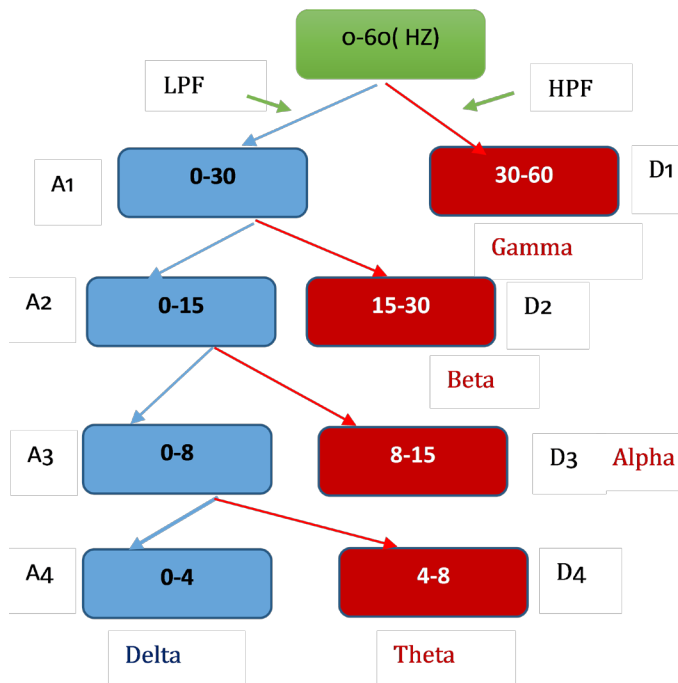 0-60( HZ)
LPF
HPF
A1
0-30
30-60
D1
Gamma
A2
0-15
15-30
D2
Beta
A3
0-8
8-15
D3
Alpha
A4
0-4
4-8
D4
Delta
Theta